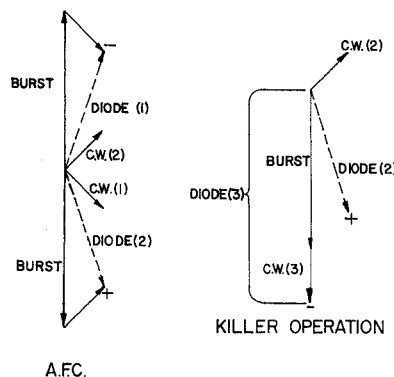 BURST
-
DIODE (1)
C.W.(2)
C.W.(1)
DIODE(2)
BURST
+
A.F.C.
C.W.(2)
BURST
DIODE(3)
DIODE(2)
+
C.W.(3)
-
KILLER OPERATION